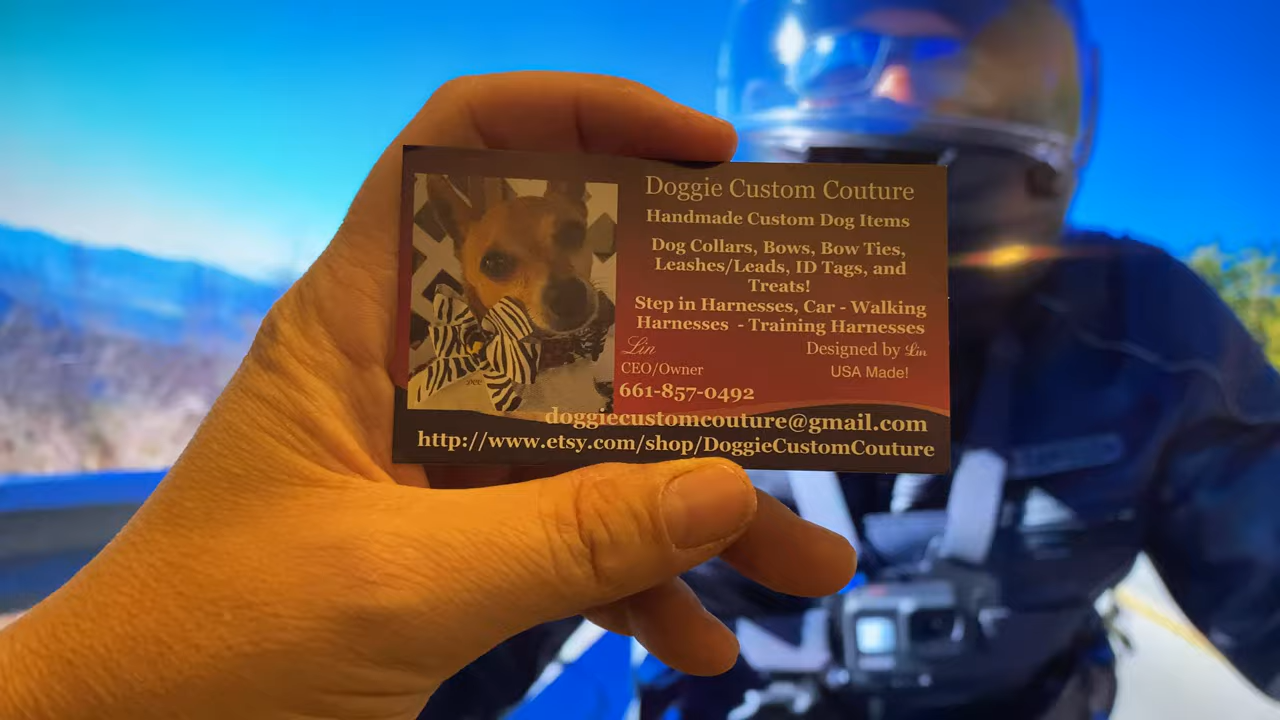 Doggie Custom Couture
Handmade Custom Dog Items
Dog Collars, Bows, Bow Ties,
Leashes/Leads, ID Tags, and
Treats!
Step in Harnesses, Car - Walking
Harnesses - Training Harnesses
Lin
Designed by Lin
CEO/Owner
USA Made!
661-857-0492
doggiecustomcouture@gmail.com
http://www.etsy.com/shop/DoggieCustomCouture